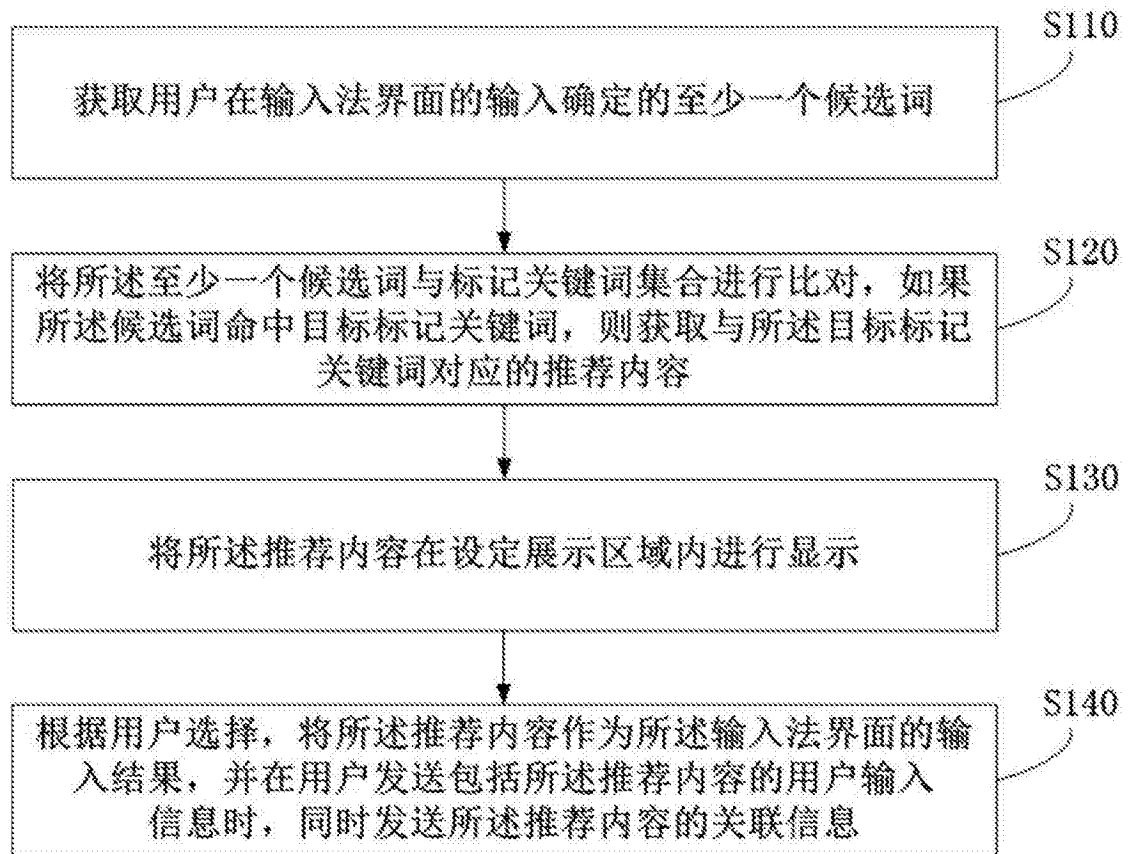 S110
获取用户在输入法界面的输入确定的至少一个候选词
S120
将所述至少一个候选词与标记关键词集合进行比对，如果
所述候选词命中目标标记关键词，则获取与所述目标标记
关键词对应的推荐内容
S130
将所述推荐内容在设定展示区域内进行显示
S140
根据用户选择，将所述推荐内容作为所述输入法界面的输
入结果，并在用户发送包括所述推荐内容的用户输入
信息时，同时发送所述推荐内容的关联信息